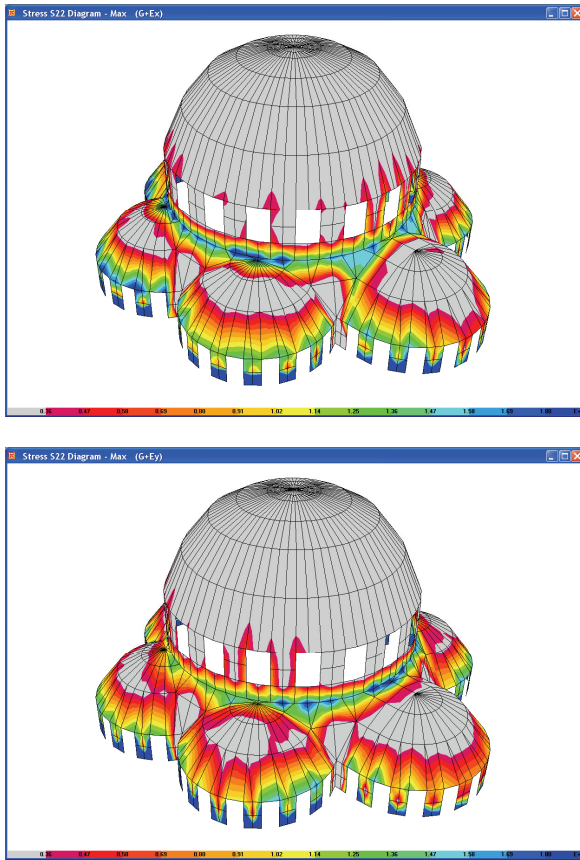 Stress S22 Diagram - Max (G+Ex)
0.36 0.47 0.58 0.69 0.80 0.91 1.02 1.14 1.25 1.36 1.47 1.58 1.69 1.80
Stress S22 Diagram - Max (G+Ey)
0.36 0.47 0.58 0.69 0.80 0.91 1.02 1.14 1.25 1.36 1.47 1.58 1.69 1.80